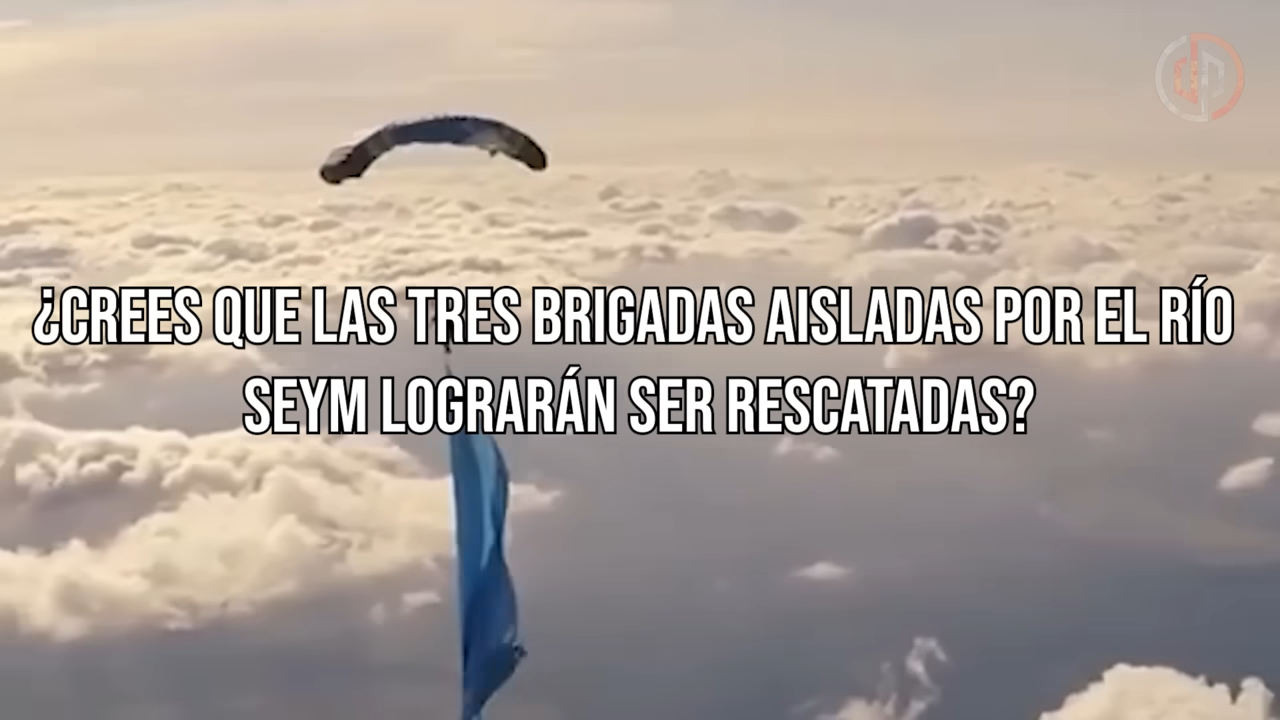 ¿CREES QUE LAS TRES BRIGADAS AISLADAS POR EL RÍO
SEYM LOGRARÁN SER RESCATADAS?